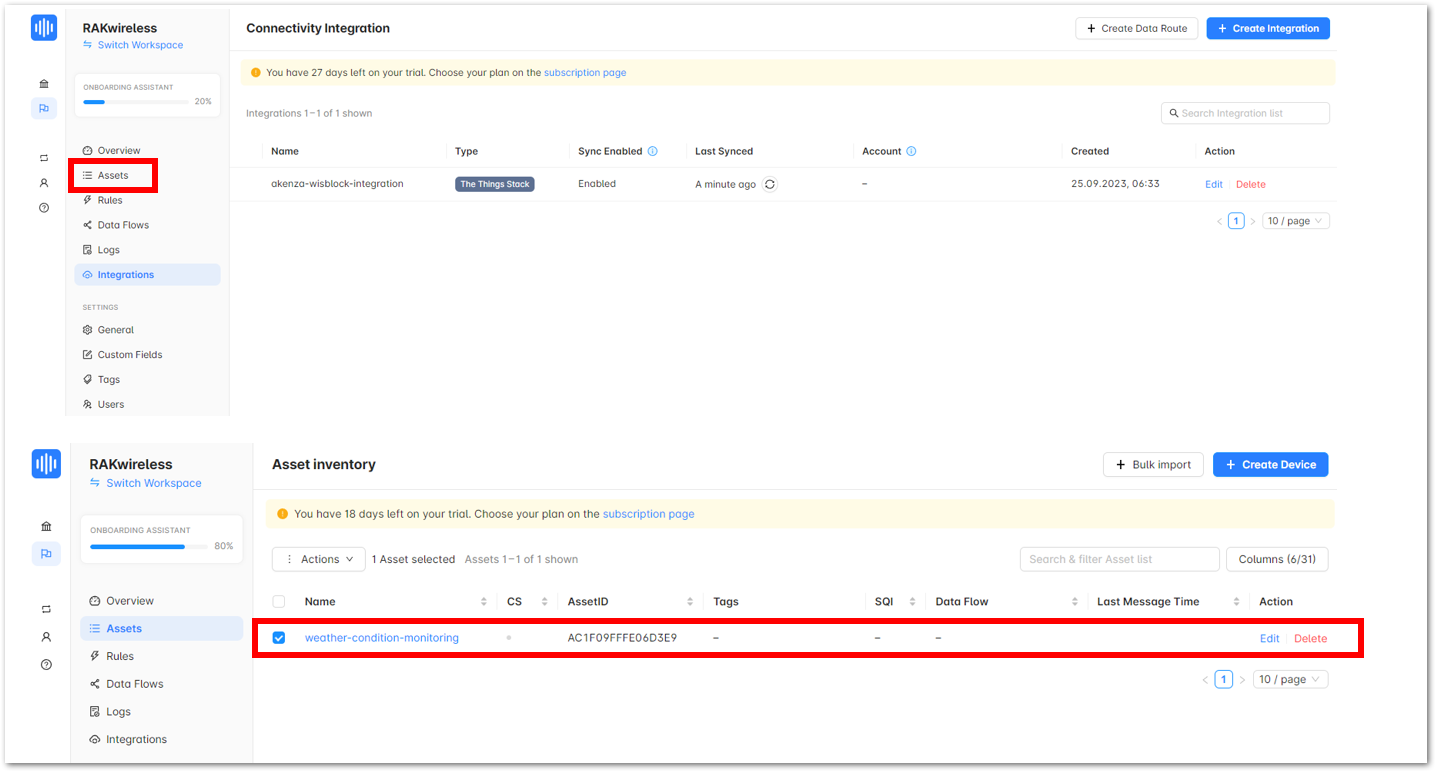 RAKwireless
Switch Workspace
ONBOARDING ASSISTANT
20%
Overview
Assets
Rules
Data Flows
Logs
Integrations
SETTINGS
General
Custom Fields
Tags
Users
Connectivity Integration
+ Create Data Route
+ Create Integration
You have 27 days left on your trial. Choose your plan on the subscription page
Integrations 1–1 of 1 shown
Search Integration list
Name Type Sync Enabled Last Synced Account Created Action
akenza-wisblock-integration The Things Stack Enabled A minute ago – 25.09.2023, 06:33 Edit Delete
< 1 > 10 / page
RAKwireless
Switch Workspace
ONBOARDING ASSISTANT
80%
Overview
Assets
Rules
Data Flows
Logs
Integrations
Asset inventory
+ Bulk import
+ Create Device
You have 18 days left on your trial. Choose your plan on the subscription page
Actions 1 Asset selected Assets 1–1 of 1 shown
Search & filter Asset list
Columns (6/31)
Name CS AssetID Tags SQI Data Flow Last Message Time Action
weather-condition-monitoring AC1F09FFFE06D3E9 – – – Edit Delete
< 1 > 10 / page